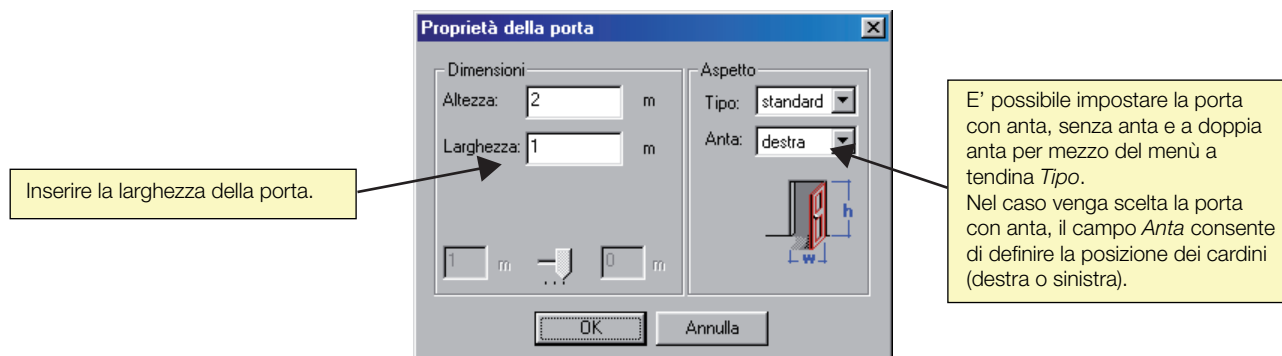 Proprietà della porta
Inserire la larghezza della porta.
Dimensioni
Altezza: 2 m
Larghezza: 1 m
1 m 0 m
Aspetto
Tipo: standard
Anta: destra
h
w
OK Annulla
E' possibile impostare la porta
con anta, senza anta e a doppia
anta per mezzo del menù a
tendina Tipo.
Nel caso venga scelta la porta
con anta, il campo Anta consente
di definire la posizione dei cardini
(destra o sinistra).